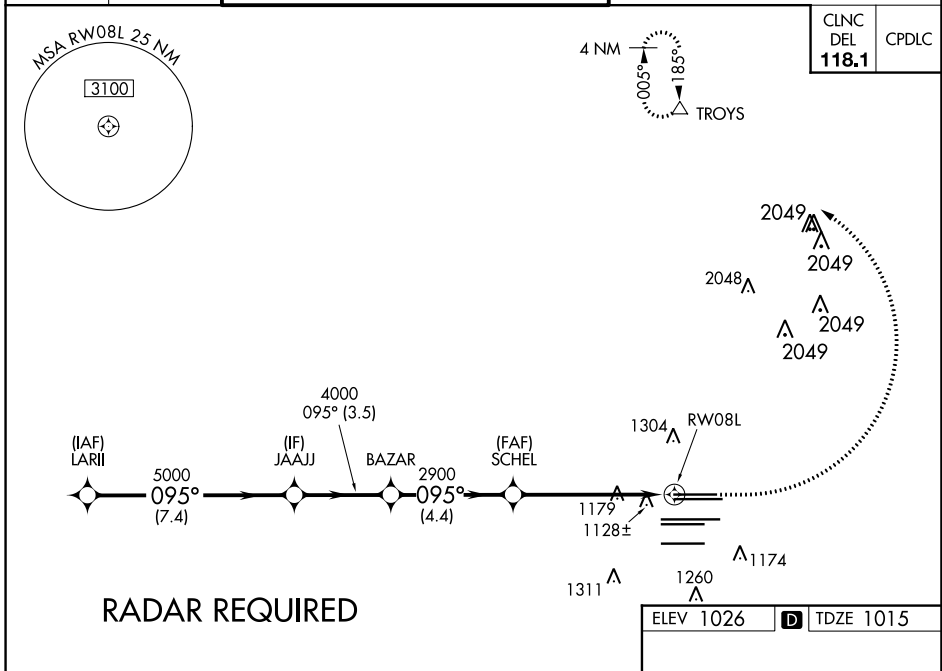 MSA RW08L 25 NM
3100
4 NM
005°
185°
TROYS
CLNC
DEL
118.1
CPDLC
2049
2049
2048
2049
2049
4000
095° (3.5)
1304
RW08L
(IAF)
LARII
(IF)
JAAJJ
BAZAR
(FAF)
SCHEL
5000
095°
(7.4)
2900
095°
(4.4)
1179
1128±
1174
1311
1260
RADAR REQUIRED
ELEV 1026
D
TDZE 1015